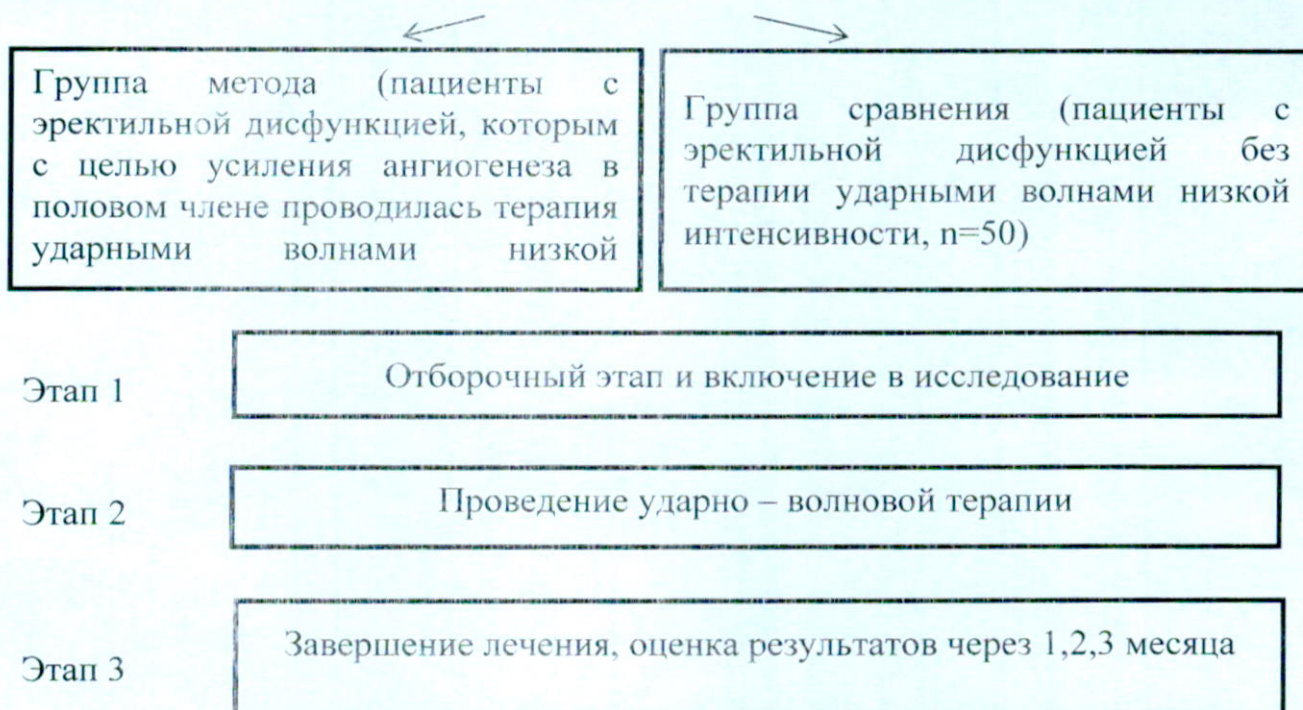 Группа метода (пациенты с
эректильной дисфункцией, которым
с целью усиления ангиогенеза в
половом члене проводилась терапия
ударными волнами низкой
Группа сравнения (пациенты с
эректильной дисфункцией без
терапии ударными волнами низкой
интенсивности, n=50)
Этап 1
Отборочный этап и включение в исследование
Этап 2
Проведение ударно – волновой терапии
Этап 3
Завершение лечения, оценка результатов через 1,2,3 месяца